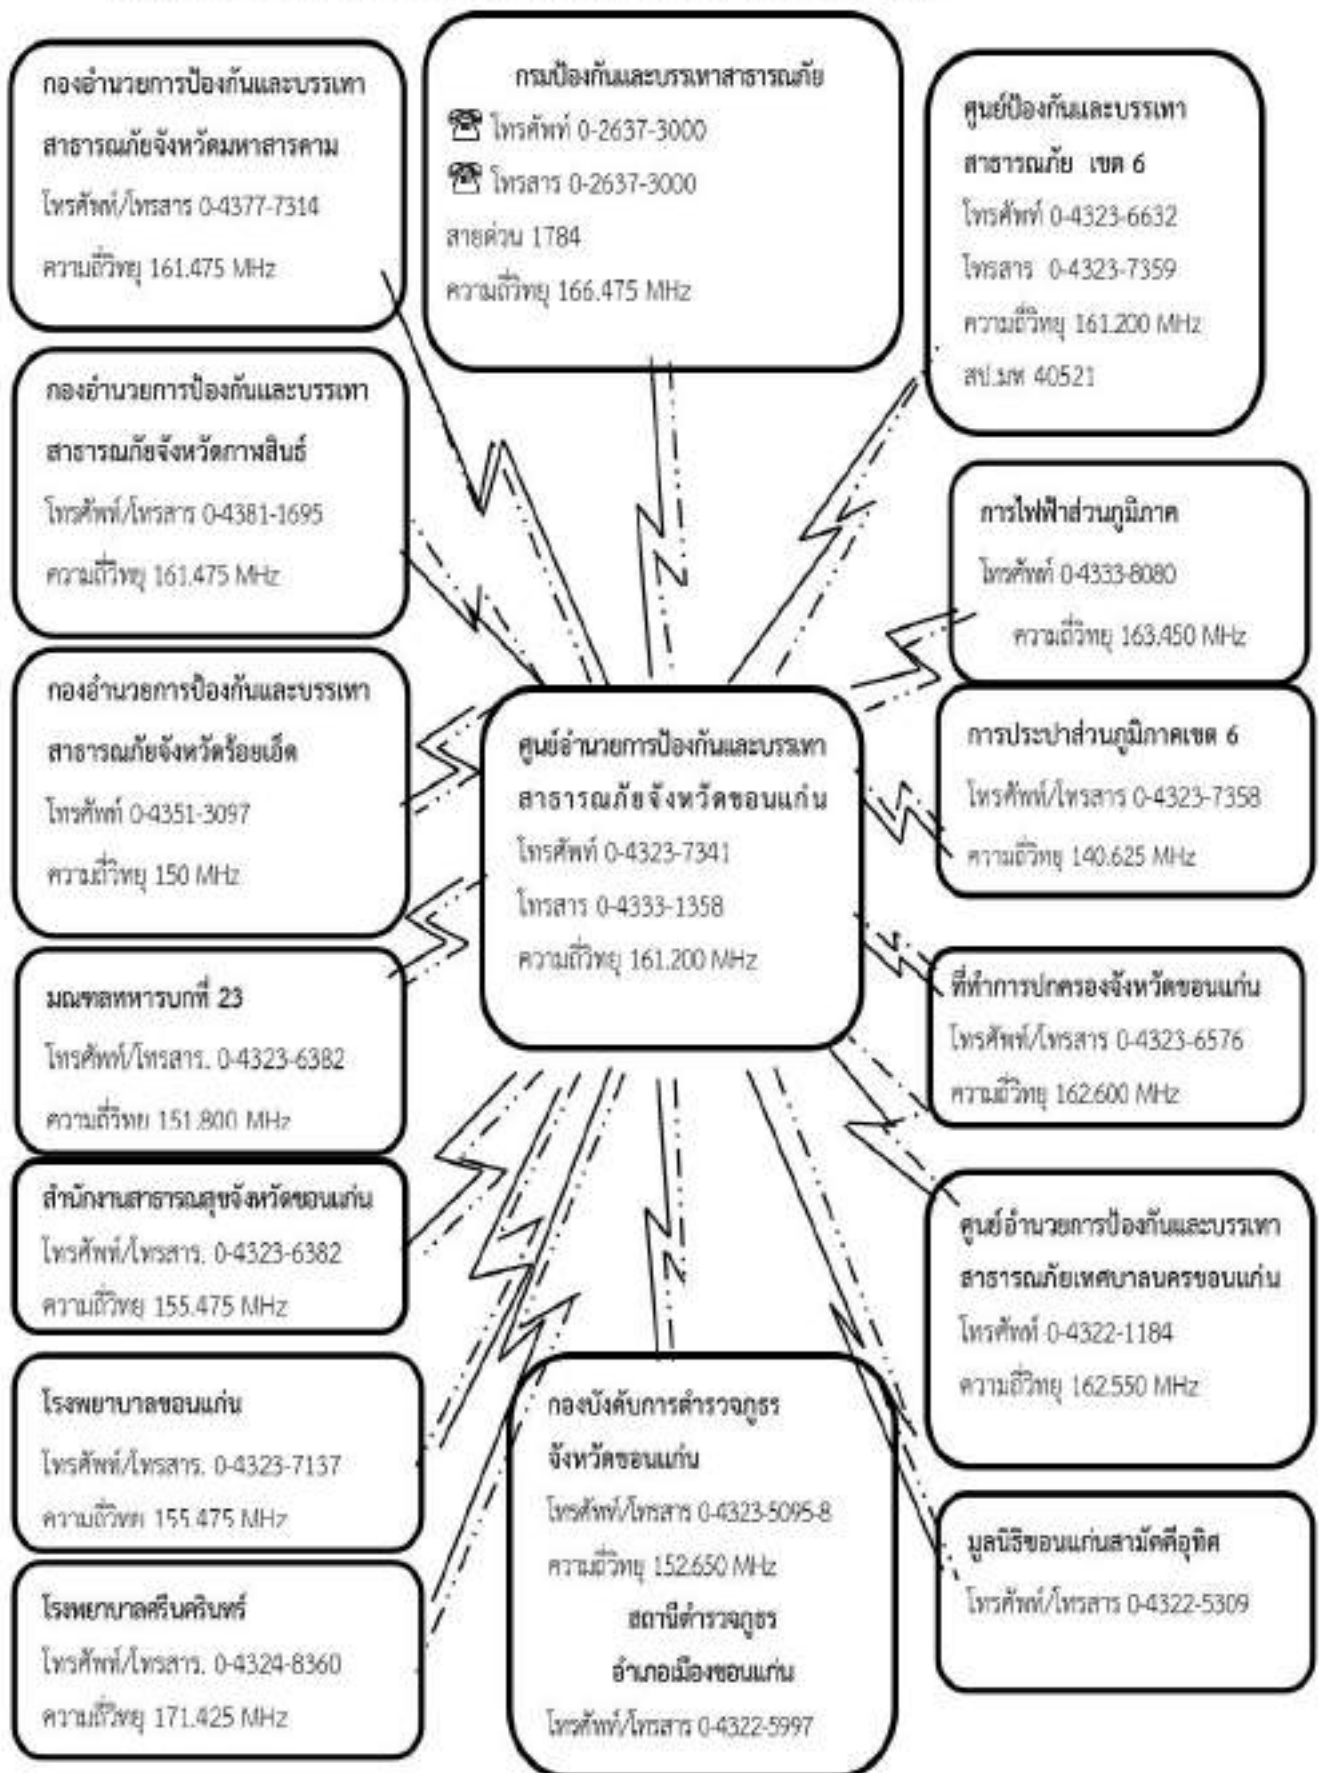 กองอำนวยการป้องกันและบรรเทา
สาธารณภัยจังหวัดมหาสารคาม
โทรศัพท์/โทรสาร 0-4377-7314
ความถี่วิทยุ 161.475 MHz
กรมป้องกันและบรรเทาสาธารณภัย
☎ โทรศัพท์ 0-2637-3000
☎ โทรสาร 0-2637-3000
สายด่วน 1784
ความถี่วิทยุ 166.475 MHz
ศูนย์ป้องกันและบรรเทา
สาธารณภัย เขต 6
โทรศัพท์ 0-4323-6632
โทรสาร 0-4323-7359
ความถี่วิทยุ 161.200 MHz
สป.มท 40521
กองอำนวยการป้องกันและบรรเทา
สาธารณภัยจังหวัดกาฬสินธ์
โทรศัพท์/โทรสาร 0-4381-1695
ความถี่วิทยุ 161.475 MHz
การไฟฟ้าส่วนภูมิภาค
โทรศัพท์ 0-4333-8080
ความถี่วิทยุ 163.450 MHz
กองอำนวยการป้องกันและบรรเทา
สาธารณภัยจังหวัดร้อยเอ็ด
โทรศัพท์ 0-4351-3097
ความถี่วิทยุ 150 MHz
ศูนย์อำนวยการป้องกันและบรรเทา
สาธารณภัยจังหวัดขอนแก่น
โทรศัพท์ 0-4323-7341
โทรสาร 0-4333-1358
ความถี่วิทยุ 161.200 MHz
การประปาส่วนภูมิภาคเขต 6
โทรศัพท์/โทรสาร 0-4323-7358
ความถี่วิทยุ 140.625 MHz
มณฑลทหารบกที่ 23
โทรศัพท์/โทรสาร. 0-4323-6382
ความถี่วิทยุ 151.800 MHz
ที่ทำการปกครองจังหวัดขอนแก่น
โทรศัพท์/โทรสาร 0-4323-6576
ความถี่วิทยุ 162.600 MHz
สำนักงานสาธารณสุขจังหวัดขอนแก่น
โทรศัพท์/โทรสาร. 0-4323-6382
ความถี่วิทยุ 155.475 MHz
ศูนย์อำนวยการป้องกันและบรรเทา
สาธารณภัยเทศบาลนครขอนแก่น
โทรศัพท์ 0-4322-1184
ความถี่วิทยุ 162.550 MHz
โรงพยาบาลขอนแก่น
โทรศัพท์/โทรสาร. 0-4323-7137
ความถี่วิทยุ 155.475 MHz
กองบังคับการตำรวจภูธร
จังหวัดขอนแก่น
โทรศัพท์/โทรสาร 0-4323-5095-8
ความถี่วิทยุ 152.650 MHz
สถานีตำรวจภูธร
อำเภอเมืองขอนแก่น
โทรศัพท์/โทรสาร 0-4322-5997
มูลนิธิขอนแก่นสามัคคีอุทิศ
โทรศัพท์/โทรสาร 0-4322-5309
โรงพยาบาลศรีนครินทร์
โทรศัพท์/โทรสาร. 0-4324-8360
ความถี่วิทยุ 171.425 MHz